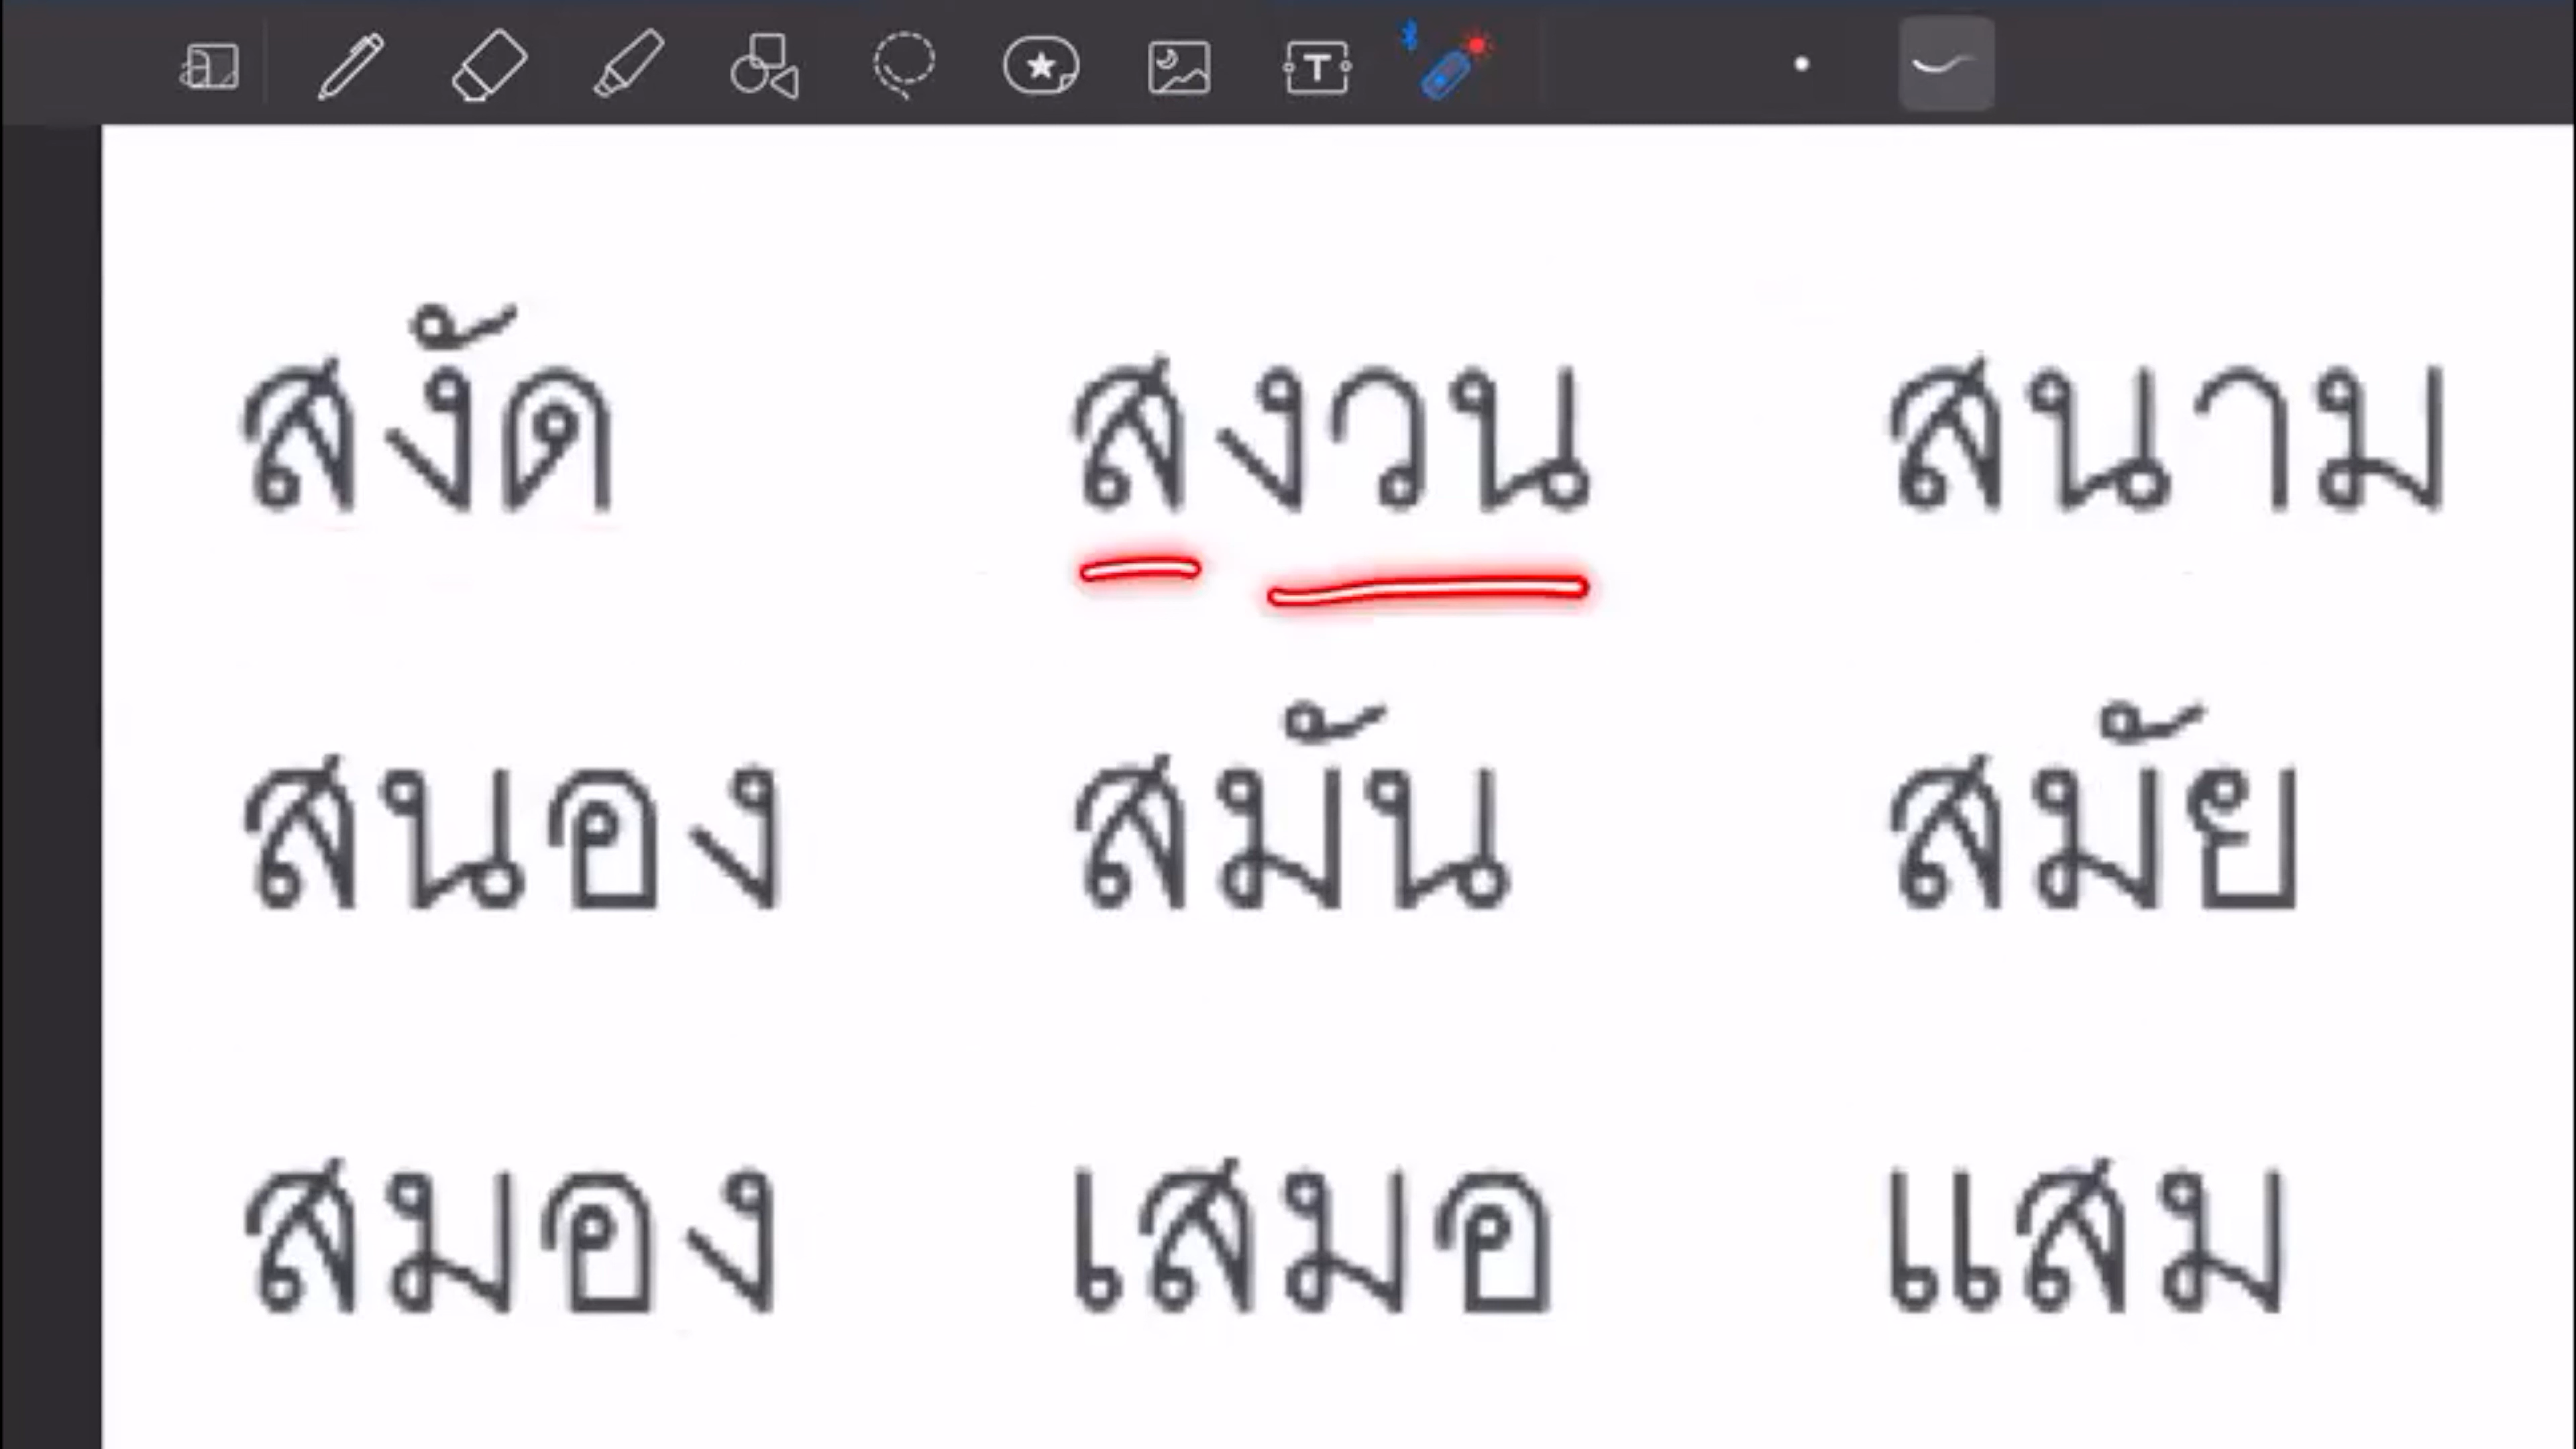 สงัด สงวน สนาม
สนอง สมัน สมัย
สมอง เสมอ แสม